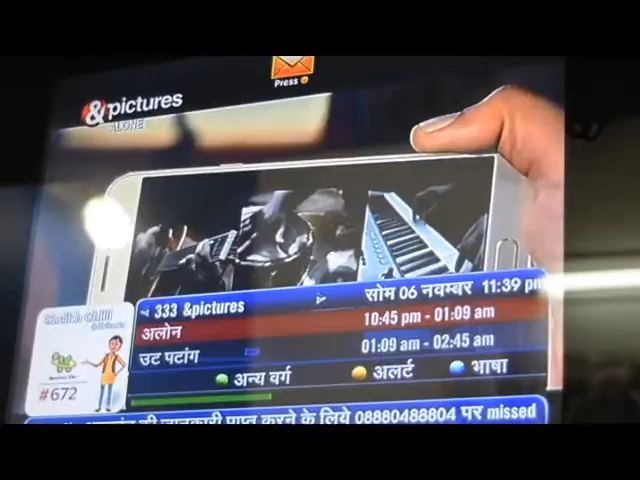 Press
&pictures
ALONE
333 &pictures
सोम 06 नवम्बर 11:39 pm
अलोन 10:45 pm - 01:09 am
उट पटांग 01:09 am - 02:45 am
अन्य वर्ग अलर्ट भाषा
#672
की जानकारी प्राप्त करने के लिये 08880488804 पर missed